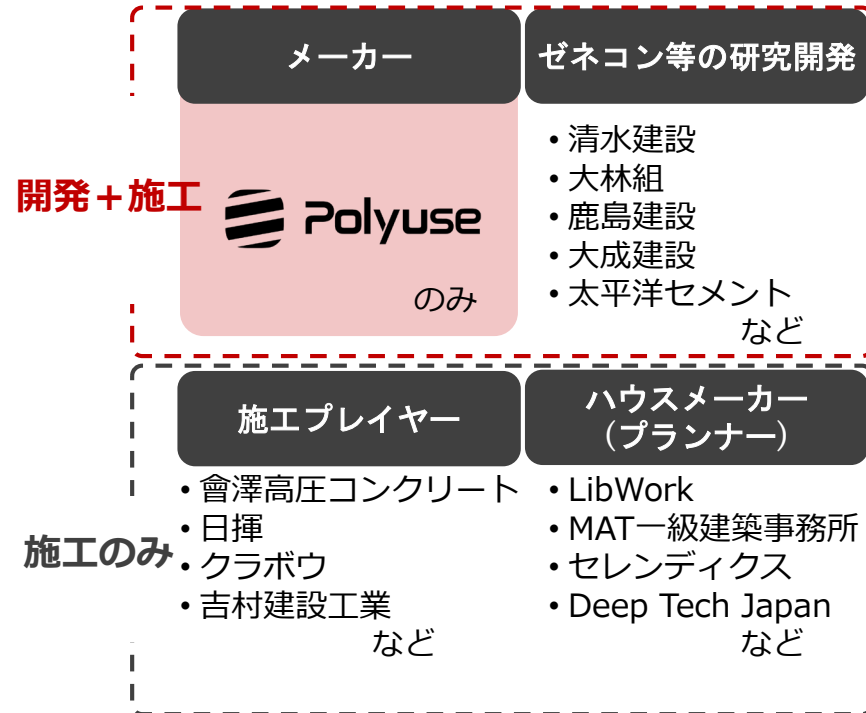 メーカー
ゼネコン等の研究開発
開発＋施工
Polyuse
のみ
• 清水建設
• 大林組
• 鹿島建設
• 大成建設
• 太平洋セメント
など
施工のみ
施工プレイヤー
• 會澤高圧コンクリート
• 日揮
• クラボウ
• 吉村建設工業
など
ハウスメーカー
（プランナー）
• LibWork
• MAT一級建築事務所
• セレンディクス
• Deep Tech Japan
など